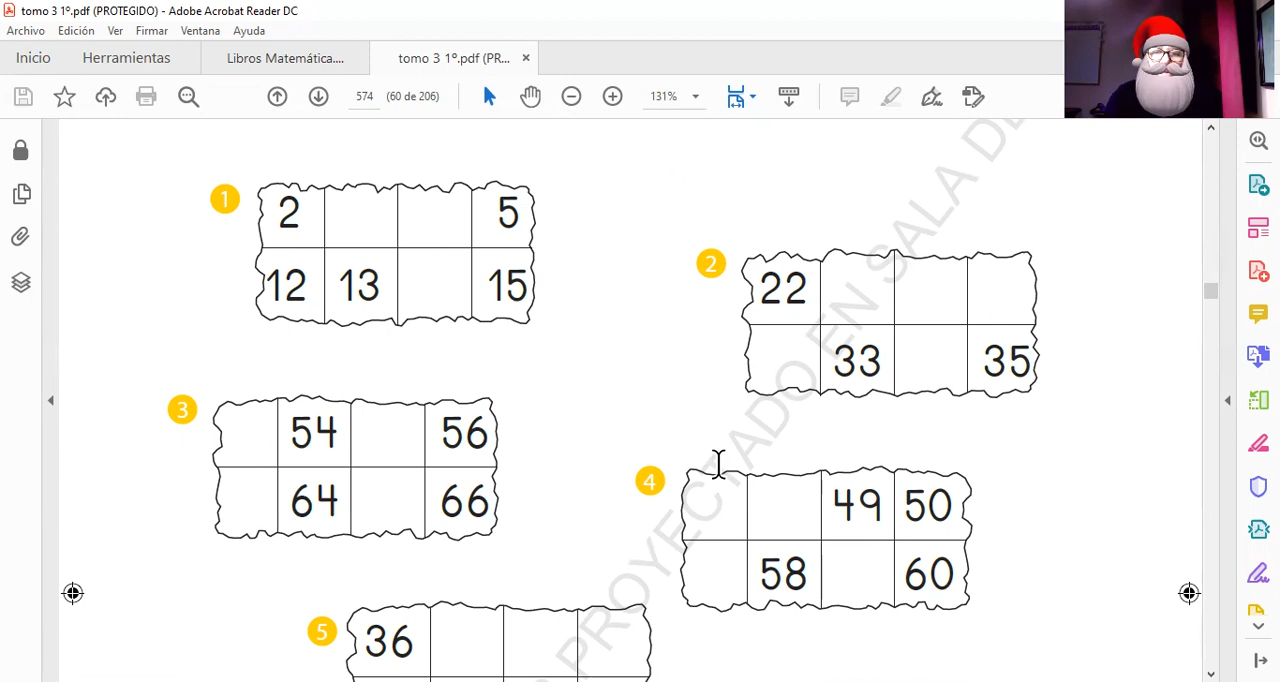 tomo 3 1º.pdf (PROTEGIDO) - Adobe Acrobat Reader DC
Archivo Edición Ver Firmar Ventana Ayuda
Inicio Herramientas Libros Matemática.... tomo 3 1º.pdf (PR... ×
574 (60 de 206) 131%
1
2 5
12 13 15
2
22
33 35
3
54 56
64 66
4
49 50
58 60
5
36
PROYECTADO EN SALA DE